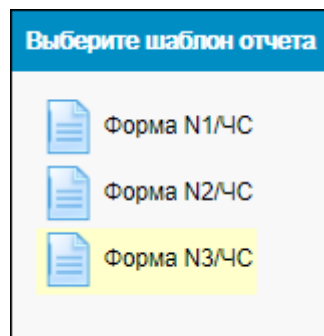 Выберите шаблон отчета
Форма N1/ЧС
Форма N2/ЧС
Форма N3/ЧС